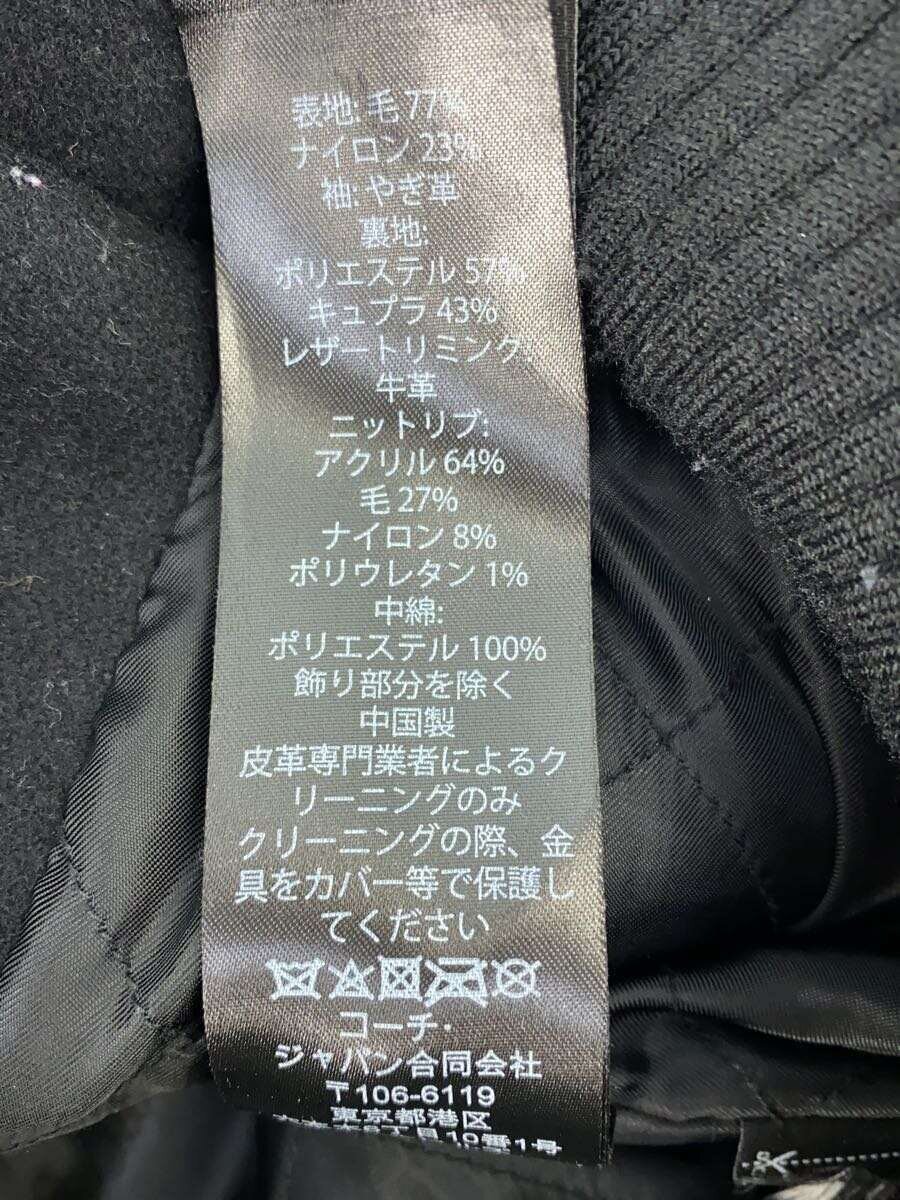 表地: 毛 77%
ナイロン 23%
袖: やぎ革
裏地:
ポリエステル 57%
キュプラ 43%
レザートリミング:
牛革
ニットリブ:
アクリル 64%
毛 27%
ナイロン 8%
ポリウレタン 1%
中綿:
ポリエステル 100%
飾り部分を除く
中国製
皮革専門業者によるク
リーニングのみ
クリーニングの際、金
具をカバー等で保護し
てください
コーチ・
ジャパン合同会社
〒106-6119
東京都港区
10番1号